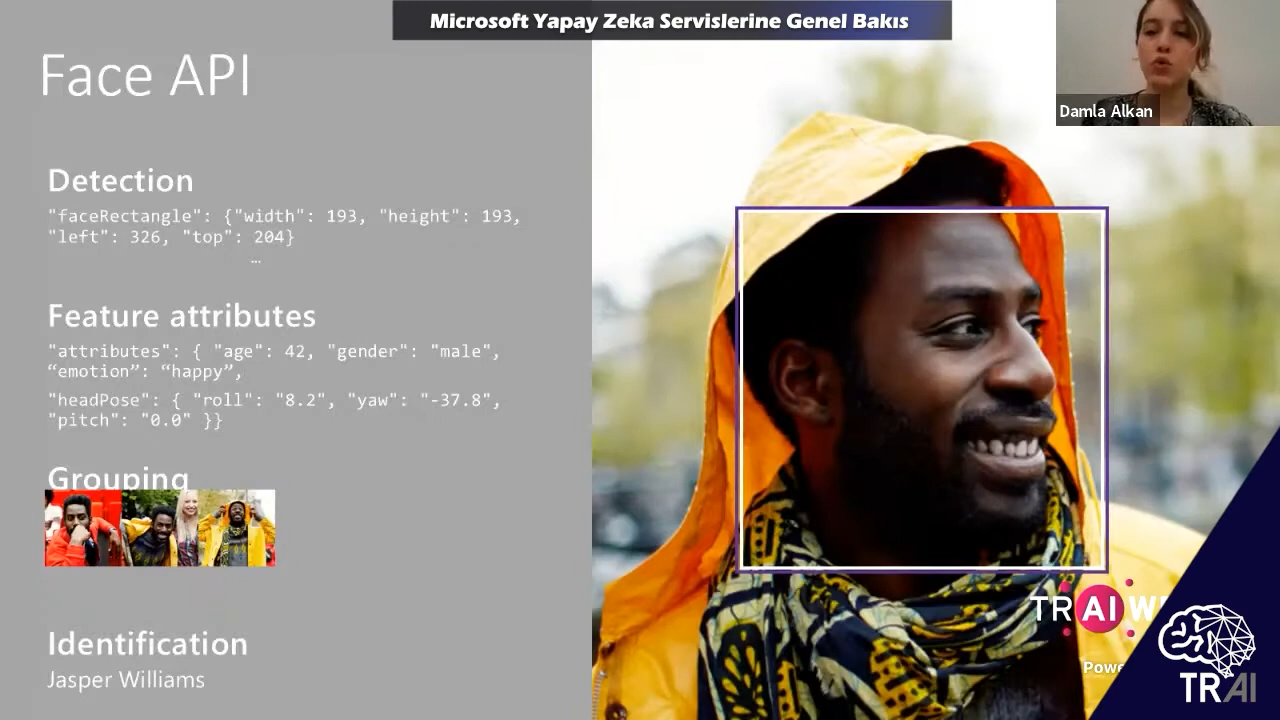 Microsoft Yapay Zeka Servislerine Genel Bakıs
Face API
Damla Alkan
Detection
"faceRectangle": {"width": 193, "height": 193,
"left": 326, "top": 204}
…
Feature attributes
"attributes": { "age": 42, "gender": "male",
“emotion”: “happy”,
"headPose": { "roll": "8.2", "yaw": "-37.8",
"pitch": "0.0" }}
Grouping
Identification
Jasper Williams
TR AI
TRAI